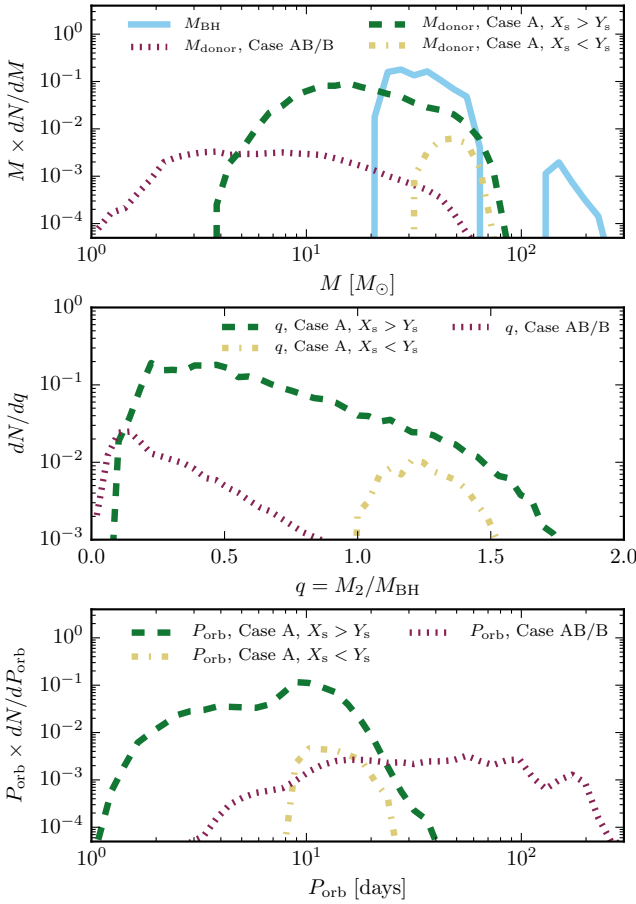 M_BH
M_donor, Case AB/B
M_donor, Case A, X_s > Y_s
M_donor, Case A, X_s < Y_s
M × dN/dM
10^0
10^−1
10^−2
10^−3
10^−4
10^0 10^1 10^2
M [M_⊙]
q, Case A, X_s > Y_s
q, Case A, X_s < Y_s
q, Case AB/B
dN/dq
10^0
10^−1
10^−2
10^−3
0.0 0.5 1.0 1.5 2.0
q = M_2/M_BH
P_orb, Case A, X_s > Y_s
P_orb, Case A, X_s < Y_s
P_orb, Case AB/B
P_orb × dN/dP_orb
10^0
10^−1
10^−2
10^−3
10^−4
10^0 10^1 10^2
P_orb [days]